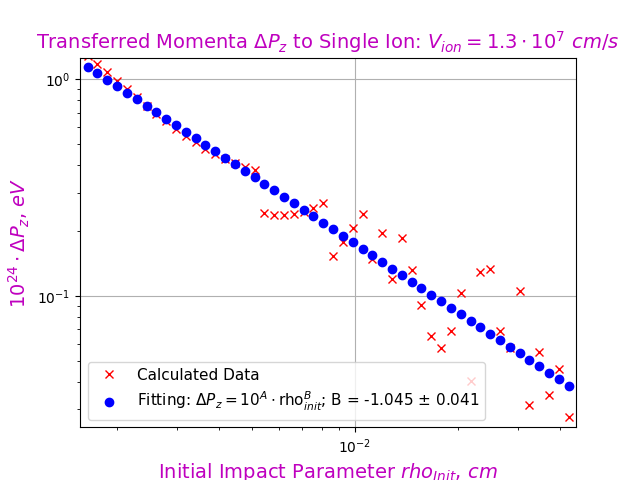 Transferred Momenta ΔP_z to Single Ion: V_ion = 1.3 · 10^7 cm/s
10^0
10^24 · ΔP_z, eV
10^-1
Calculated Data
Fitting: ΔP_z = 10^A · rho_init^B; B = -1.045 ± 0.041
10^-2
Initial Impact Parameter rho_Init, cm